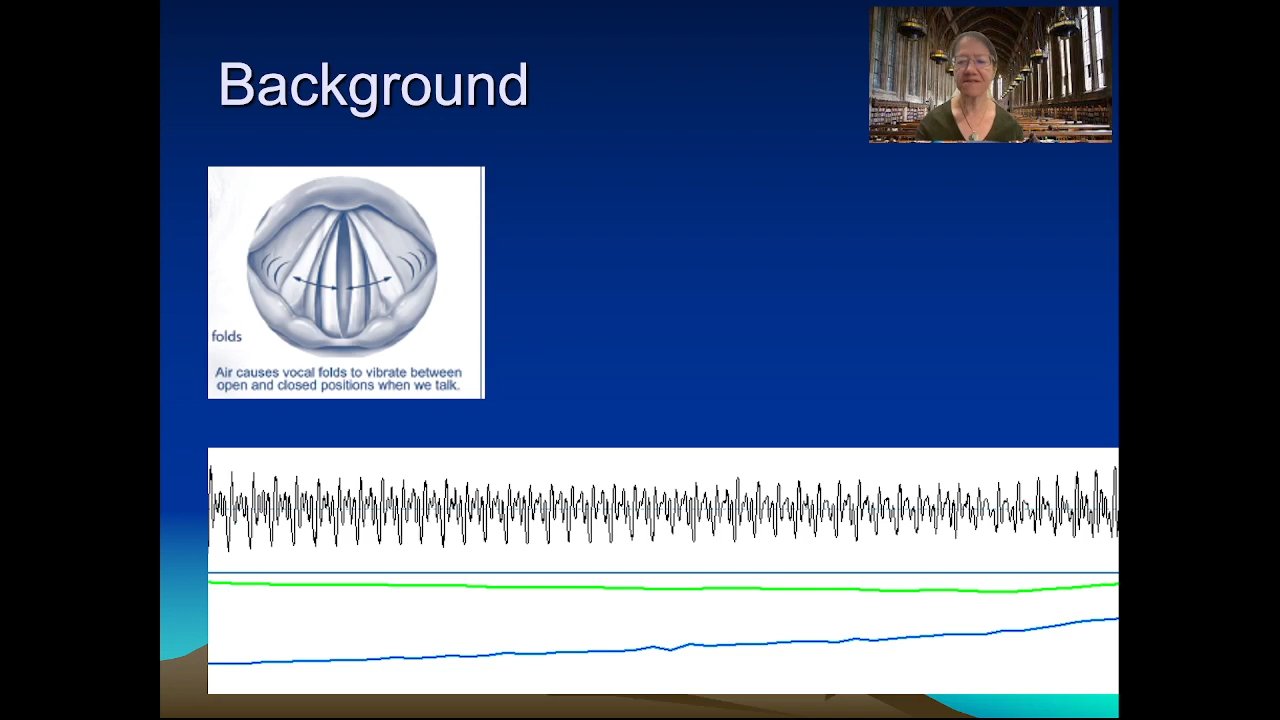 Background
folds
Air causes vocal folds to vibrate between
open and closed positions when we talk.